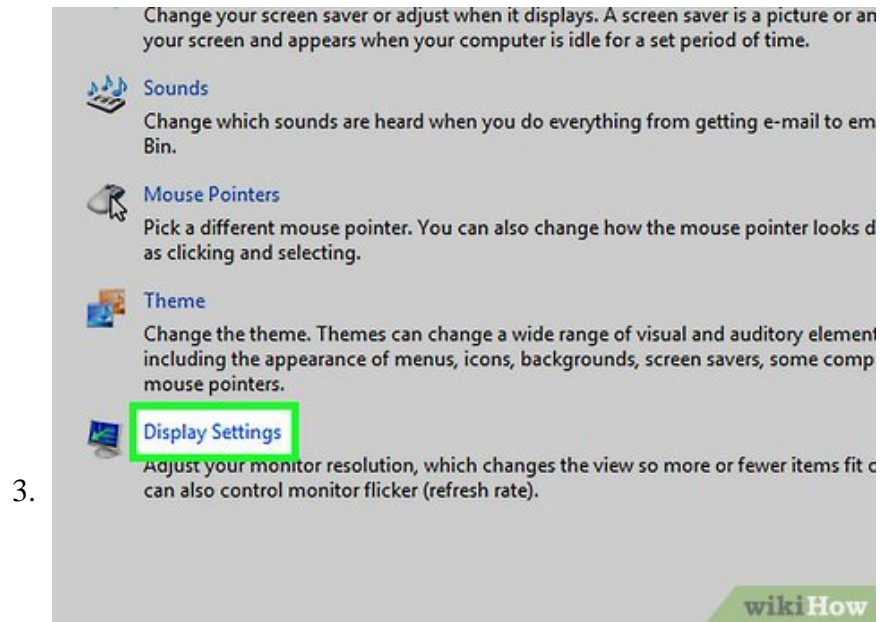 Change your screen saver or adjust when it displays. A screen saver is a picture or an
your screen and appears when your computer is idle for a set period of time.
Sounds
Change which sounds are heard when you do everything from getting e-mail to em
Bin.
Mouse Pointers
Pick a different mouse pointer. You can also change how the mouse pointer looks d
as clicking and selecting.
Theme
Change the theme. Themes can change a wide range of visual and auditory element
including the appearance of menus, icons, backgrounds, screen savers, some comp
mouse pointers.
Display Settings
Adjust your monitor resolution, which changes the view so more or fewer items fit o
3.
can also control monitor flicker (refresh rate).
wikiHow